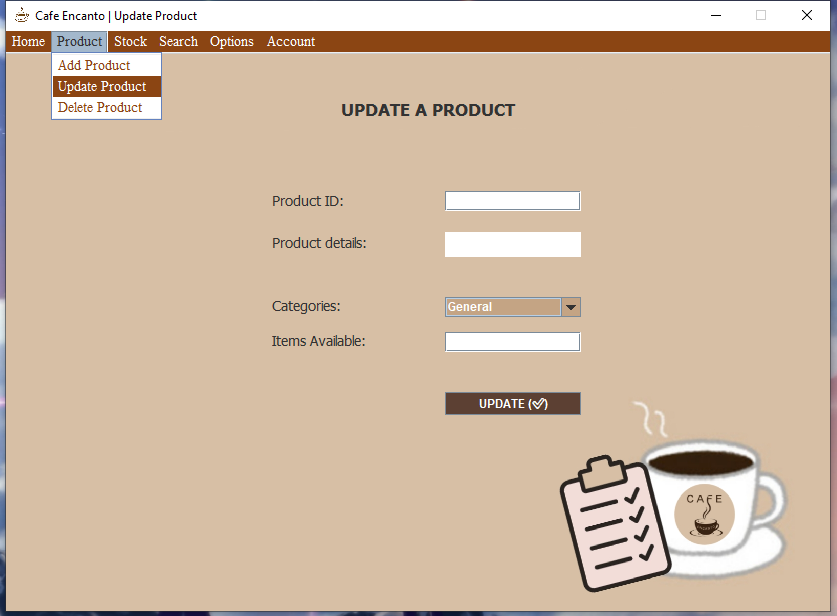 Cafe Encanto | Update Product
Home Product Stock Search Options Account
Add Product
Update Product
Delete Product
UPDATE A PRODUCT
Product ID:
Product details:
Categories: General
Items Available:
UPDATE (✓)
CAFE
ENCANTO